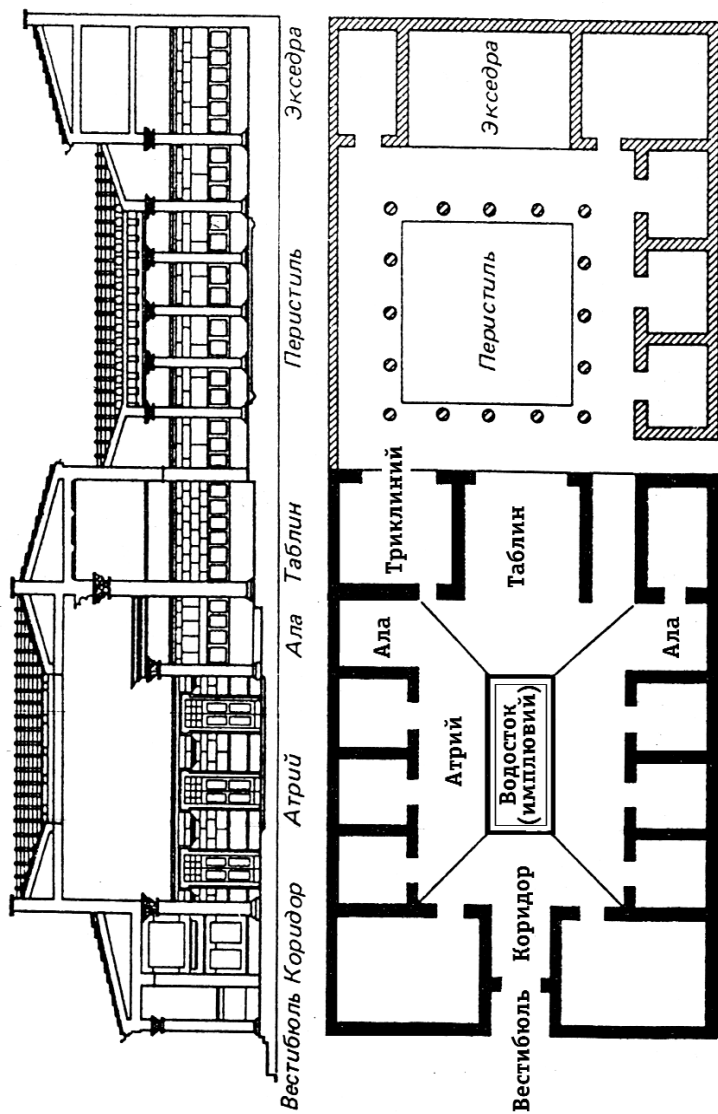 Вестибюль Коридор Атрий Ала Таблин Перистиль Экседра
Вестибюль Коридор
Атрий
Водосток
(имплювий)
Ала
Ала
Триклиний
Таблин
Перистиль
Экседра